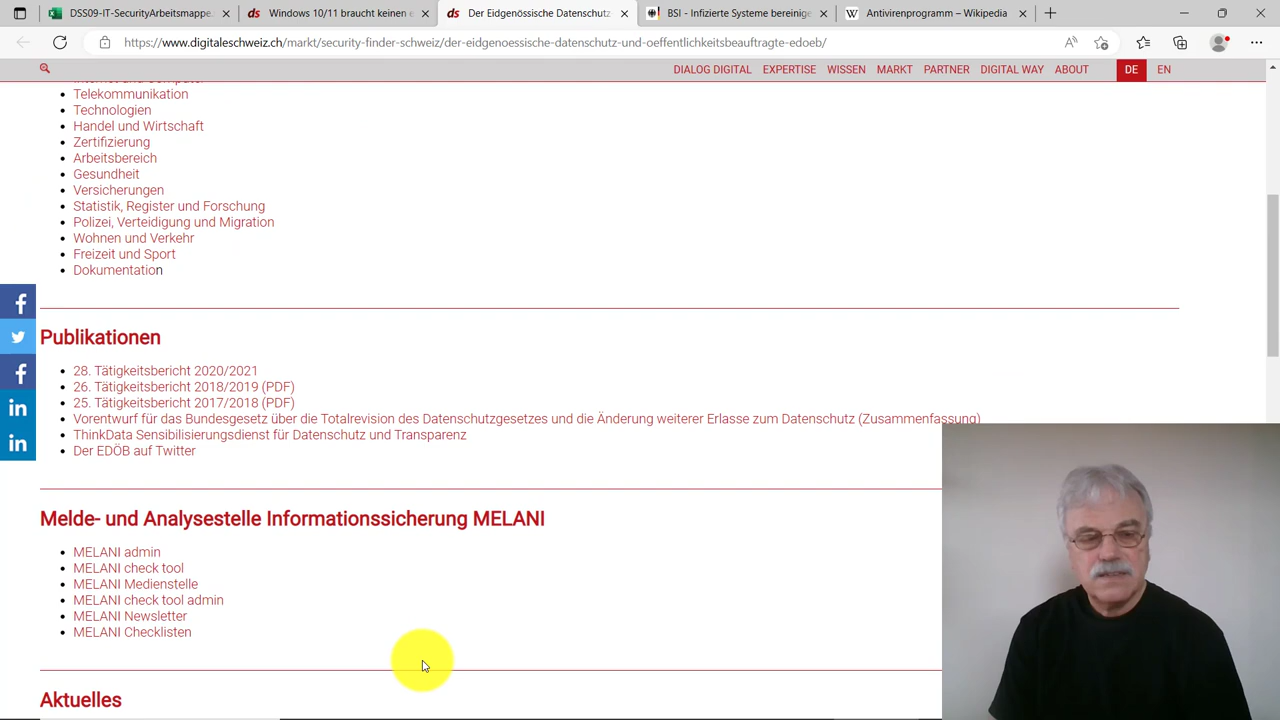 DSS09-IT-SecurityArbeitsmappe.
Windows 10/11 braucht keinen e
Der Eidgenössische Datenschutz-
BSI - Infizierte Systeme bereinige
Antivirenprogramm – Wikipedia
https://www.digitaleschweiz.ch/markt/security-finder-schweiz/der-eidgenoessische-datenschutz-und-oeffentlichkeitsbeauftragte-edoeb/
DIALOG DIGITAL EXPERTISE WISSEN MARKT PARTNER DIGITAL WAY ABOUT DE EN
Internet und Computer
Telekommunikation
Technologien
Handel und Wirtschaft
Zertifizierung
Arbeitsbereich
Gesundheit
Versicherungen
Statistik, Register und Forschung
Polizei, Verteidigung und Migration
Wohnen und Verkehr
Freizeit und Sport
Dokumentation
Publikationen
28. Tätigkeitsbericht 2020/2021
26. Tätigkeitsbericht 2018/2019 (PDF)
25. Tätigkeitsbericht 2017/2018 (PDF)
Vorentwurf für das Bundesgesetz über die Totalrevision des Datenschutzgesetzes und die Änderung weiterer Erlasse zum Datenschutz (Zusammenfassung)
ThinkData Sensibilisierungsdienst für Datenschutz und Transparenz
Der EDÖB auf Twitter
Melde- und Analysestelle Informationssicherung MELANI
MELANI admin
MELANI check tool
MELANI Medienstelle
MELANI check tool admin
MELANI Newsletter
MELANI Checklisten
Aktuelles